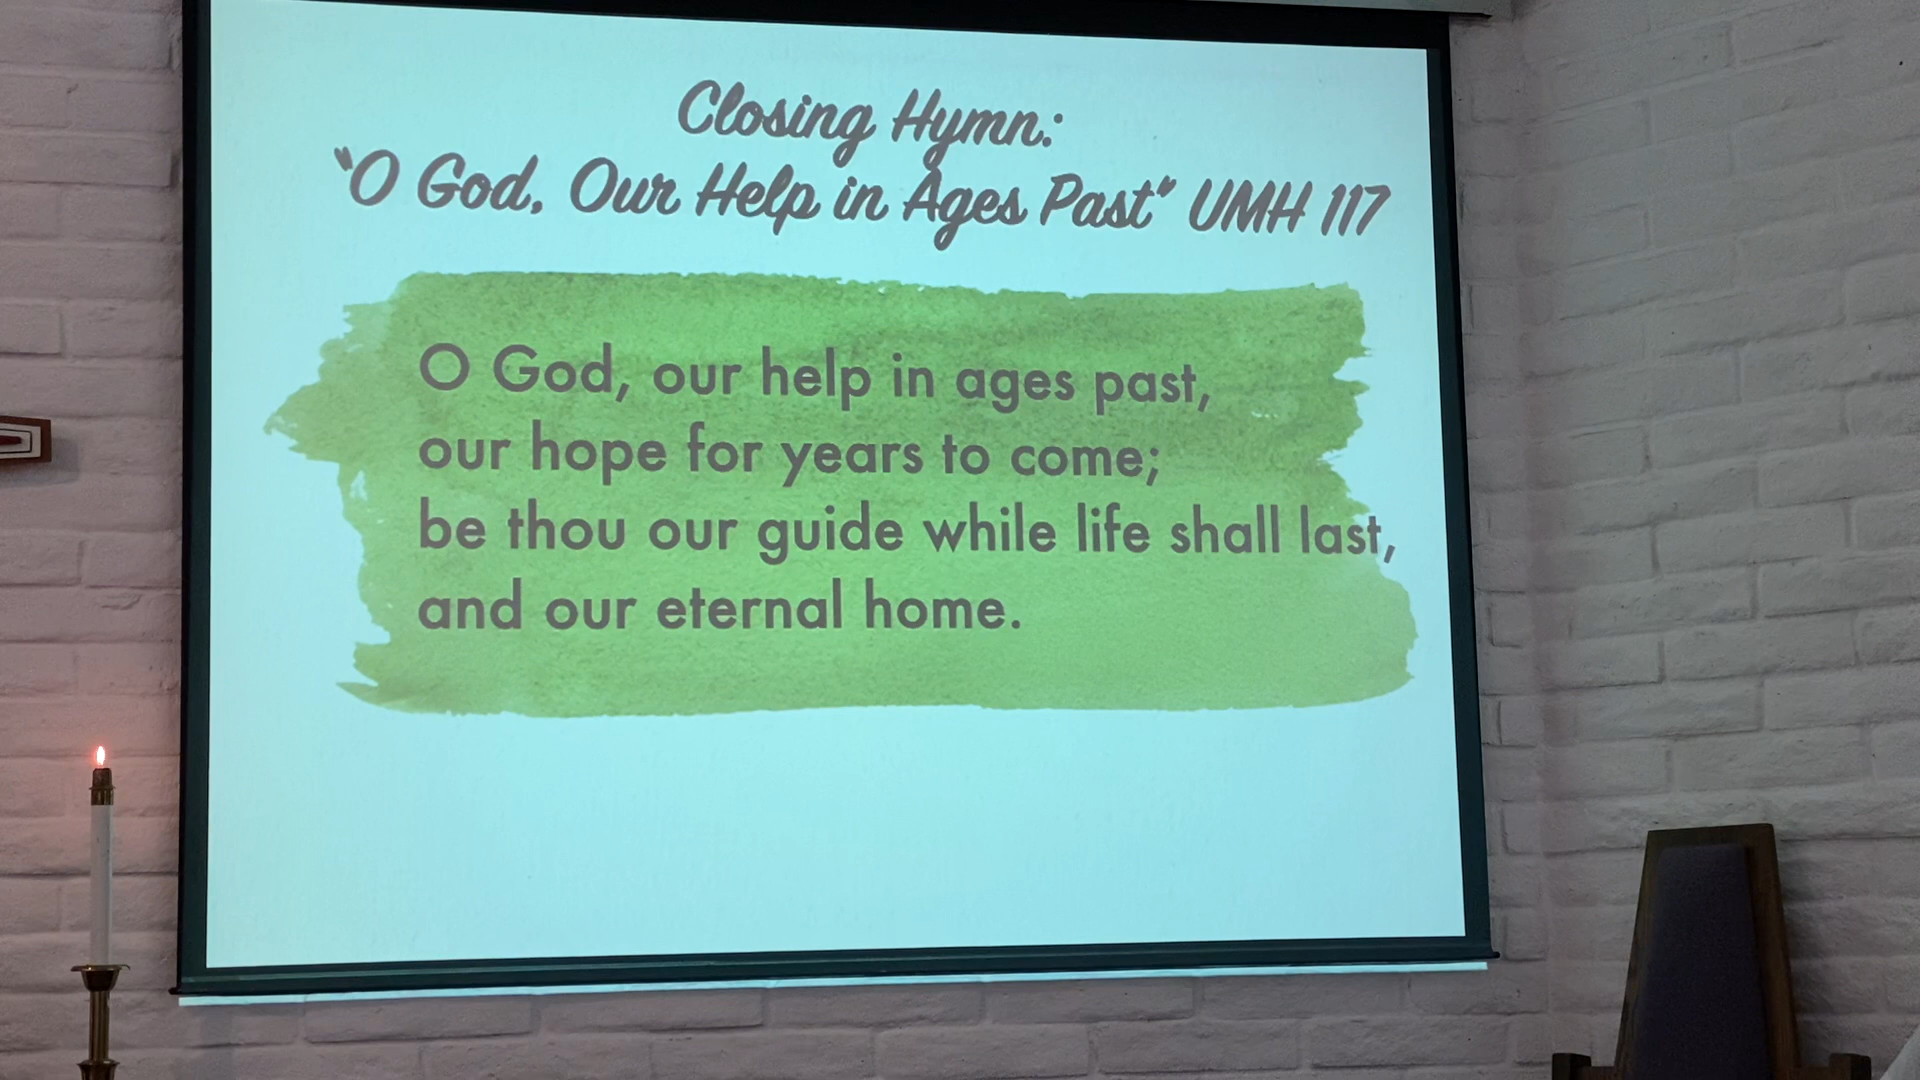 Closing Hymn:
“O God, Our Help in Ages Past” UMH 117
O God, our help in ages past,
our hope for years to come;
be thou our guide while life shall last,
and our eternal home.